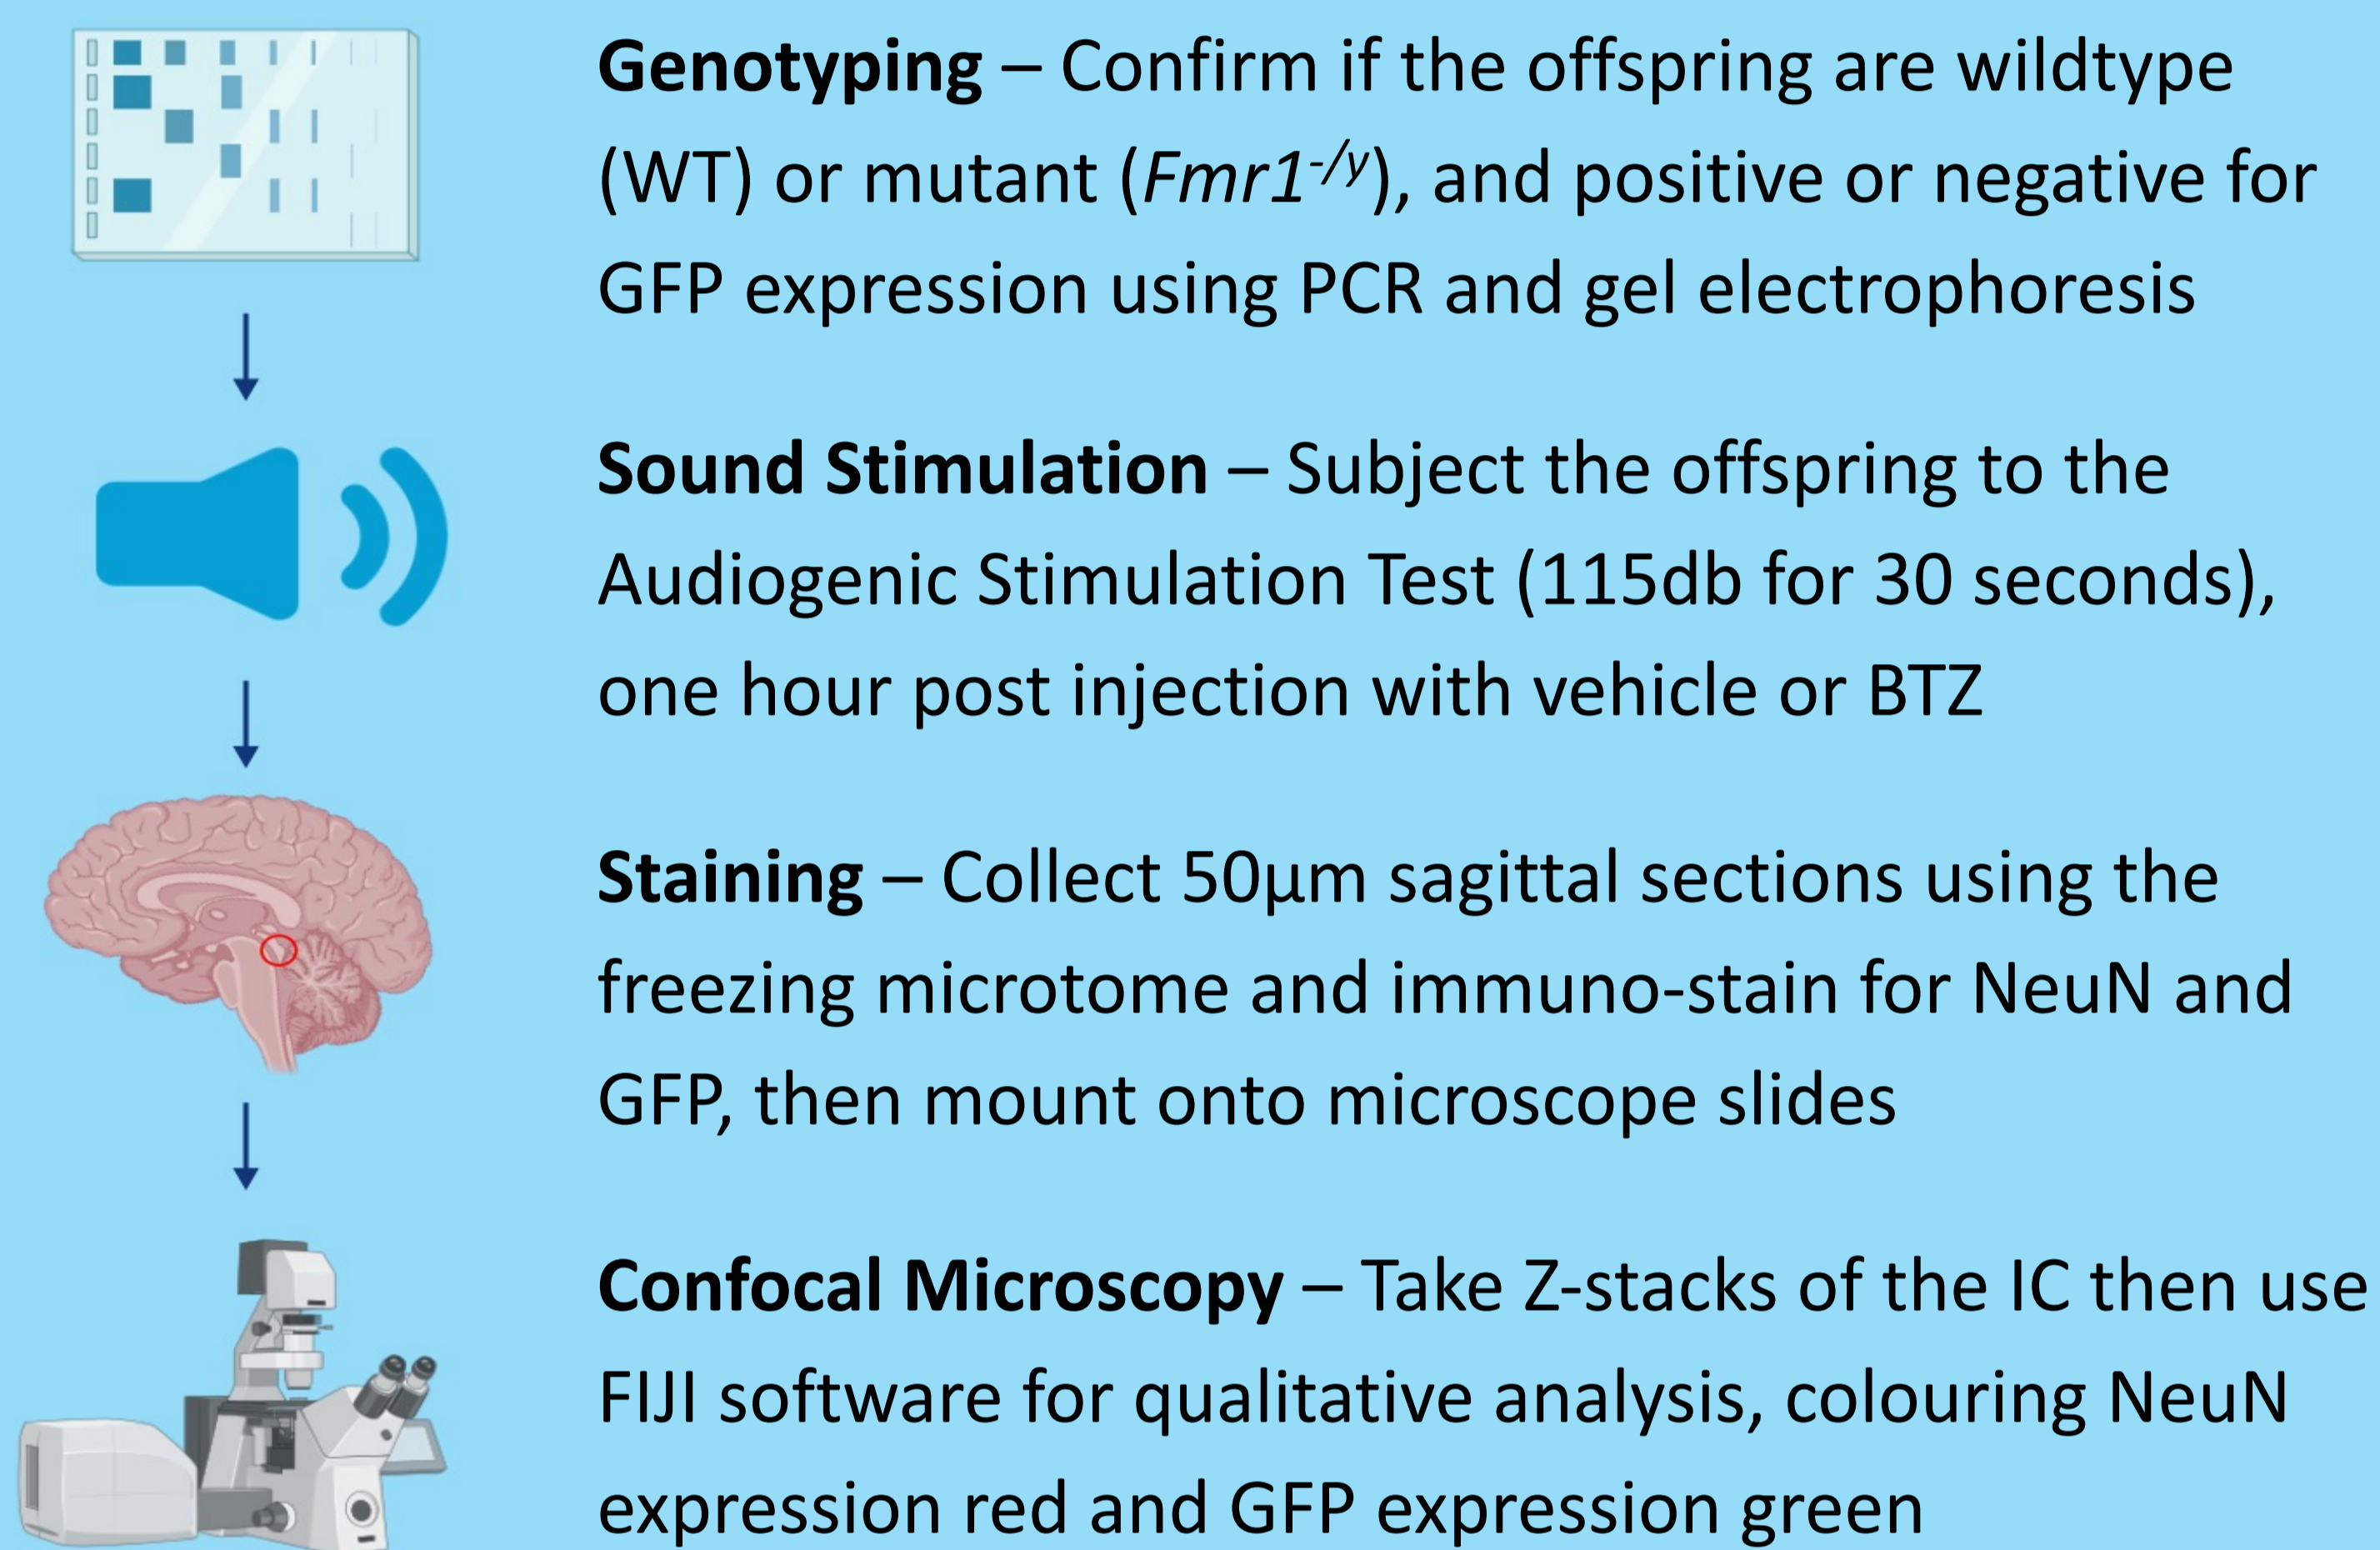 Genotyping – Confirm if the offspring are wildtype
(WT) or mutant (Fmr1-/y), and positive or negative for
GFP expression using PCR and gel electrophoresis
Sound Stimulation – Subject the offspring to the
Audiogenic Stimulation Test (115db for 30 seconds),
one hour post injection with vehicle or BTZ
Staining – Collect 50µm sagittal sections using the
freezing microtome and immuno-stain for NeuN and
GFP, then mount onto microscope slides
Confocal Microscopy – Take Z-stacks of the IC then use
FIJI software for qualitative analysis, colouring NeuN
expression red and GFP expression green